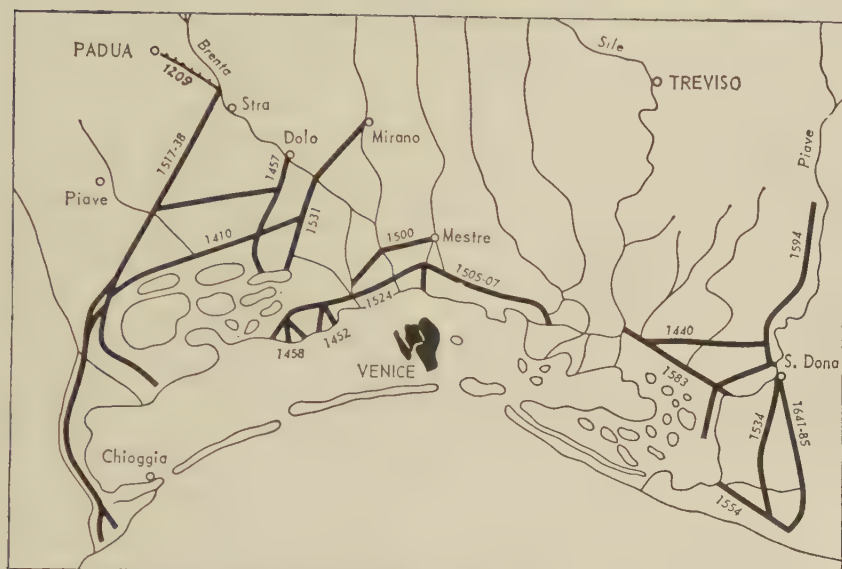 PADUA
Brenta
1209
Stra
Sile
TREVISO
Dolo
Mirano
Piave
1517-38
1457
1531
Piave
1410
1500
Mestre
1505-07
1594
1524
1458
1452
VENICE
1440
1583
S. Dona
1534
1641-85
Chioggia
1554